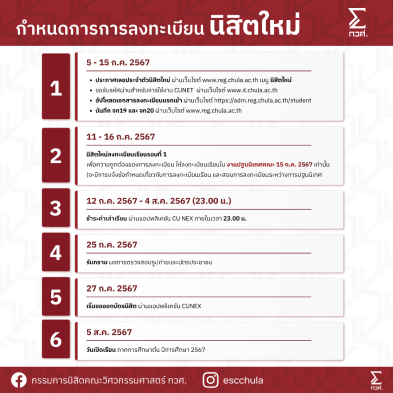 กำหนดการการลงทะเบียน นิสิตใหม่
กวศ.
1
5 - 15 ก.ค. 2567
• ประกาศเลขประจำตัวนิสิตใหม่ ผ่านเว็บไซต์ www.reg.chula.ac.th เมนู นิสิตใหม่
• ขอรับรหัสผ่านสำหรับการใช้งาน CUNET ผ่านเว็บไซต์ www.it.chula.ac.th
• อัปโหลดเอกสารการลงทะเบียนแรกเข้า ผ่านเว็บไซต์ https://adm.reg.chula.ac.th/student
• บันทึก จท19 และ จท20 ผ่านเว็บไซต์ www.reg.chula.ac.th
2
11 - 16 ก.ค. 2567
นิสิตใหม่ลงทะเบียนเรียนรอบที่ 1
เพื่อความถูกต้องของการลงทะเบียน ให้ลงทะเบียนใน งานปฐมนิเทศคณะ 15 ก.ค. 2567 เท่านั้น
(จะมีการแจ้งข้อกำหนดเกี่ยวกับการลงทะเบียนเรียน และสอนการลงทะเบียนระหว่างการปฐมนิเทศ
3
12 ก.ค. 2567 - 4 ส.ค. 2567 (23.00 น.)
ชำระค่าเล่าเรียน ผ่านแอปพลิเคชัน CU NEX ภายในเวลา 23.00 น.
4
25 ก.ค. 2567
รับทราบ ผลการตรวจสอบรูปถ่ายและบัตรประชาชน
5
27 ก.ค. 2567
เริ่มขอออกบัตรนิสิต ผ่านแอปพลิเคชัน CUNEX
6
5 ส.ค. 2567
วันเปิดเรียน ภาคการศึกษาต้น ปีการศึกษา 2567
กรรมการนิสิตคณะวิศวกรรมศาสตร์ กวศ.
escchula
กวศ.